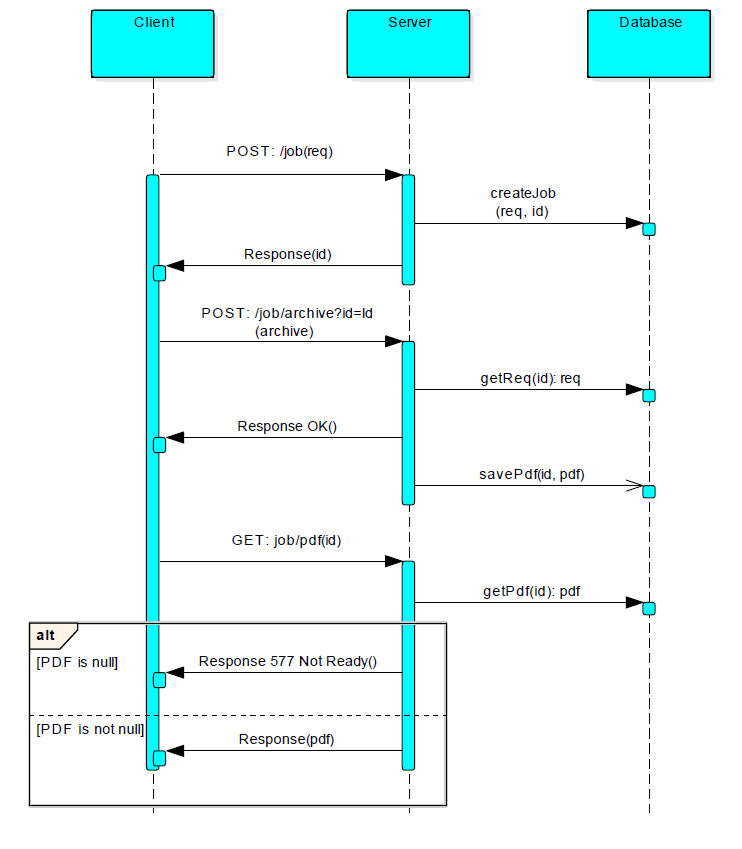 Client
Server
Database
POST: /job(req)
createJob
(req, id)
Response(id)
POST: /job/archive?id=Id
(archive)
getReq(id): req
Response OK()
savePdf(id, pdf)
GET: job/pdf(id)
getPdf(id): pdf
alt
[PDF is null]
Response 577 Not Ready()
[PDF is not null]
Response(pdf)